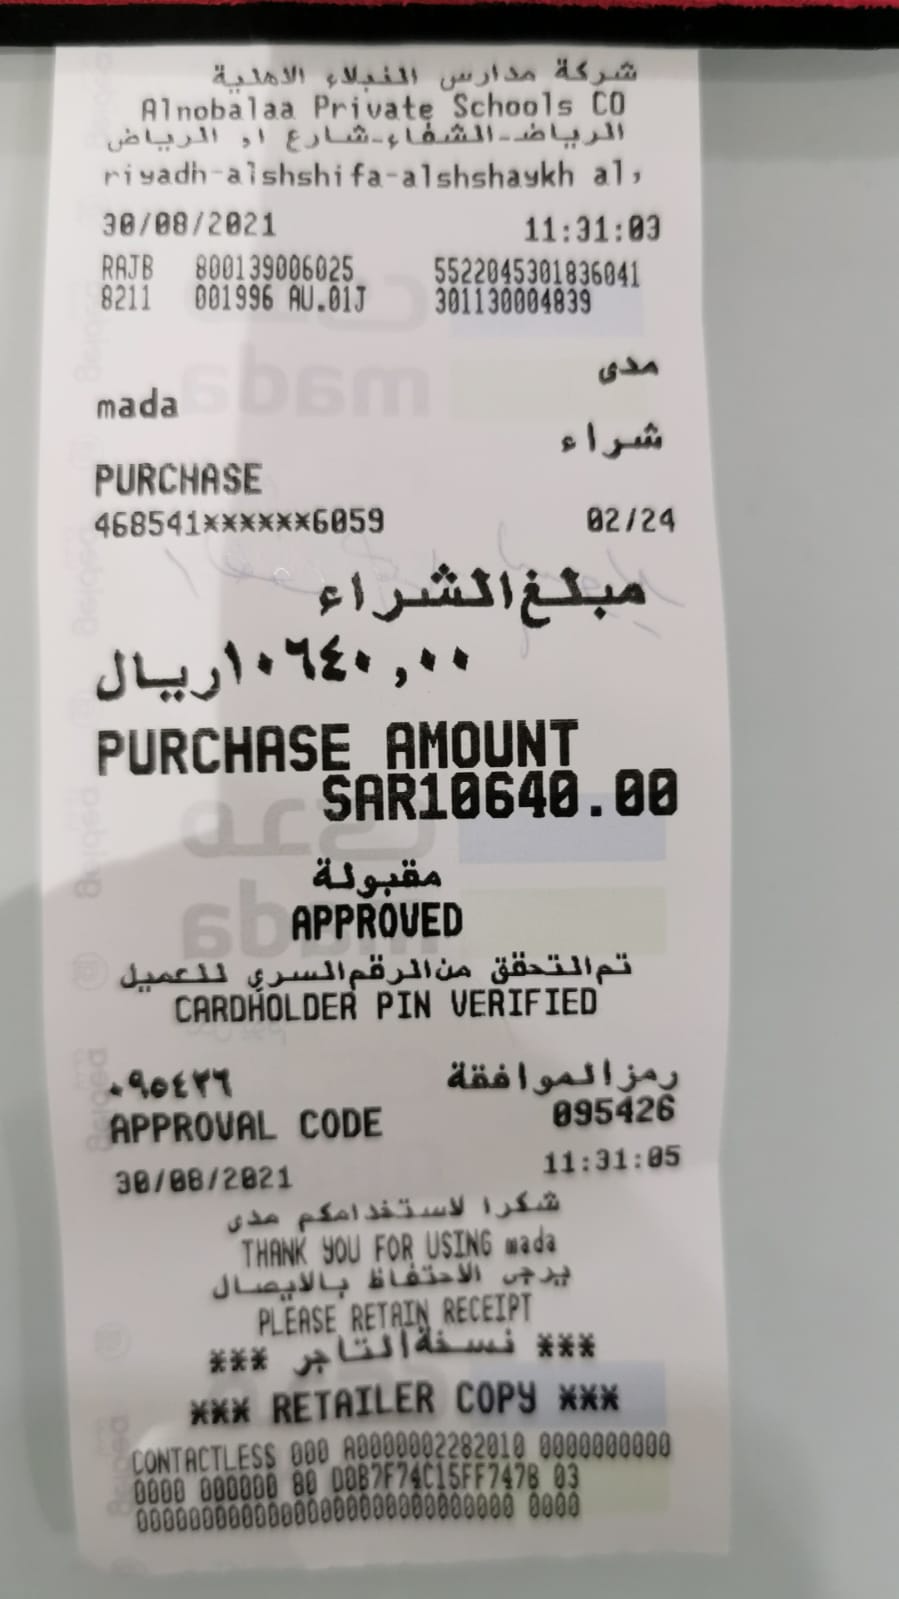 شركة مدارس النبلاء الاهلية
Alnobalaa Private Schools CO
الرياض-الشفاء-شارع ا, الرياض
riyadh-alshshifa-alshshaykh al,
30/08/2021 11:31:03
RAJB 800139006025 5522045301836041
8211 001996 AU.01J 301130004839
مدى
mada
شراء
PURCHASE
468541******6059 02/24
مبلغ الشراء
١٠٦٤٠,٠٠ ريال
PURCHASE AMOUNT
SAR10640.00
مقبولة
APPROVED
تم التحقق من الرقم السري للعميل
CARDHOLDER PIN VERIFIED
رمز الموافقة ٠٩٥٤٢٦
APPROVAL CODE 095426
30/08/2021 11:31:05
شكرا لاستخدامكم مدى
THANK YOU FOR USING mada
يرجى الاحتفاظ بالايصال
PLEASE RETAIN RECEIPT
*** نسخة التاجر ***
*** RETAILER COPY ***
CONTACTLESS 000 A0000002282010 0000000000
0000 000000 80 D0B7F74C15FF747B 03
0000000000000000000000000000 0000